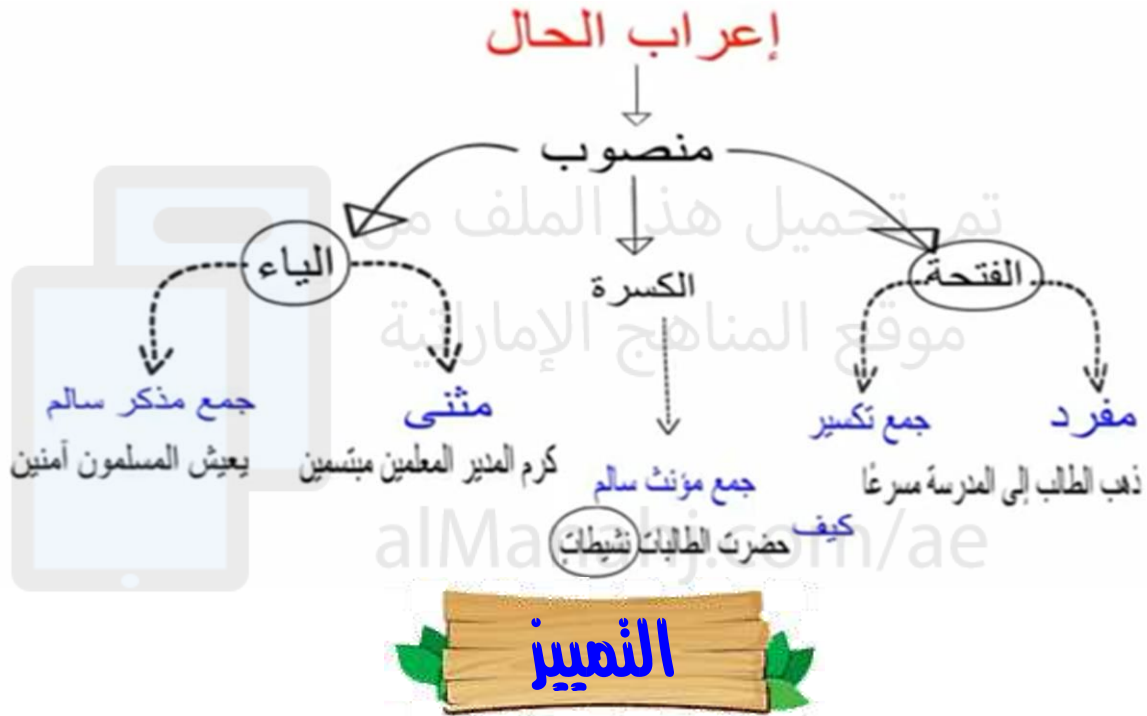 إعراب الحال
منصوب
الفتحة
الكسرة
الياء
مفرد
جمع تكسير
ذهب الطالب إلى المدرسة مسرعًا
جمع مؤنث سالم
كيف
حضرت الطالبات نشيطاتٍ
مثنى
كرم المدير المعلمين مبتسمين
جمع مذكر سالم
يعيش المسلمون آمنين
تم تحميل هذا الملف من
موقع المناهج الإماراتية
alManahj.com/ae
التمييز